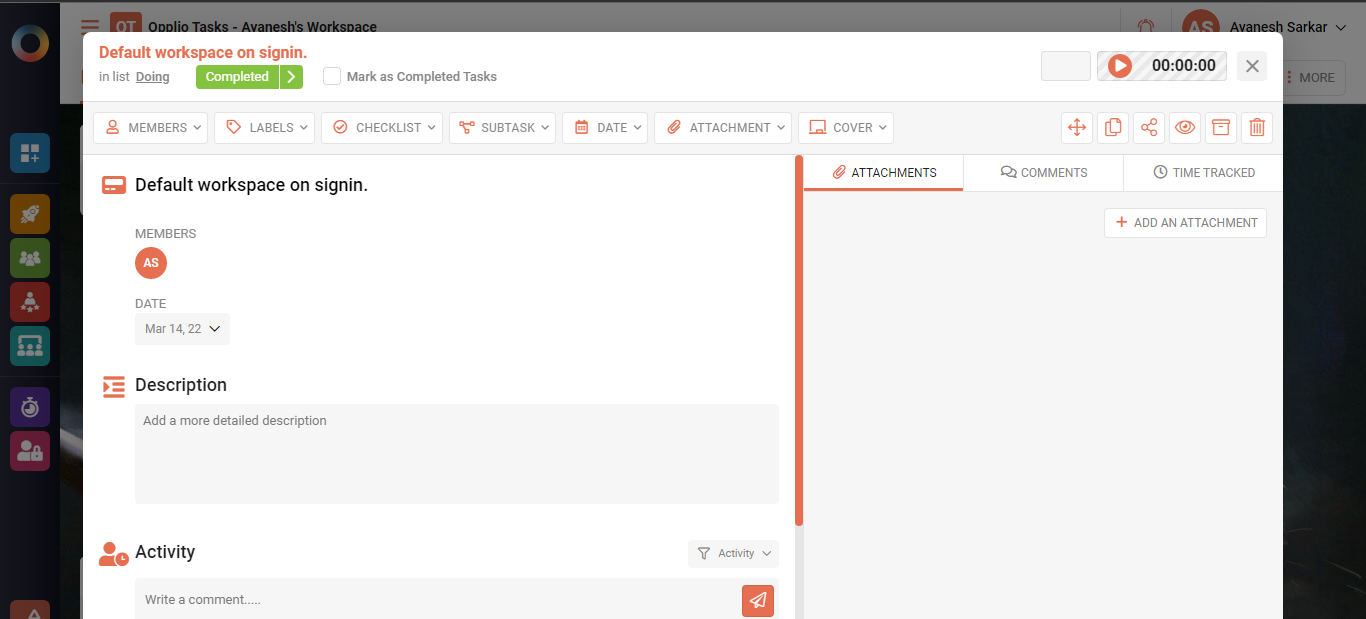 OT Opplio Tasks - Avanesh's Workspace
AS Avanesh Sarkar
Default workspace on signin.
in list Doing Completed Mark as Completed Tasks
00:00:00
MORE
MEMBERS LABELS CHECKLIST SUBTASK DATE ATTACHMENT COVER
Default workspace on signin.
ATTACHMENTS COMMENTS TIME TRACKED
ADD AN ATTACHMENT
MEMBERS
AS
DATE
Mar 14, 22
Description
Add a more detailed description
Activity
Activity
Write a comment.....